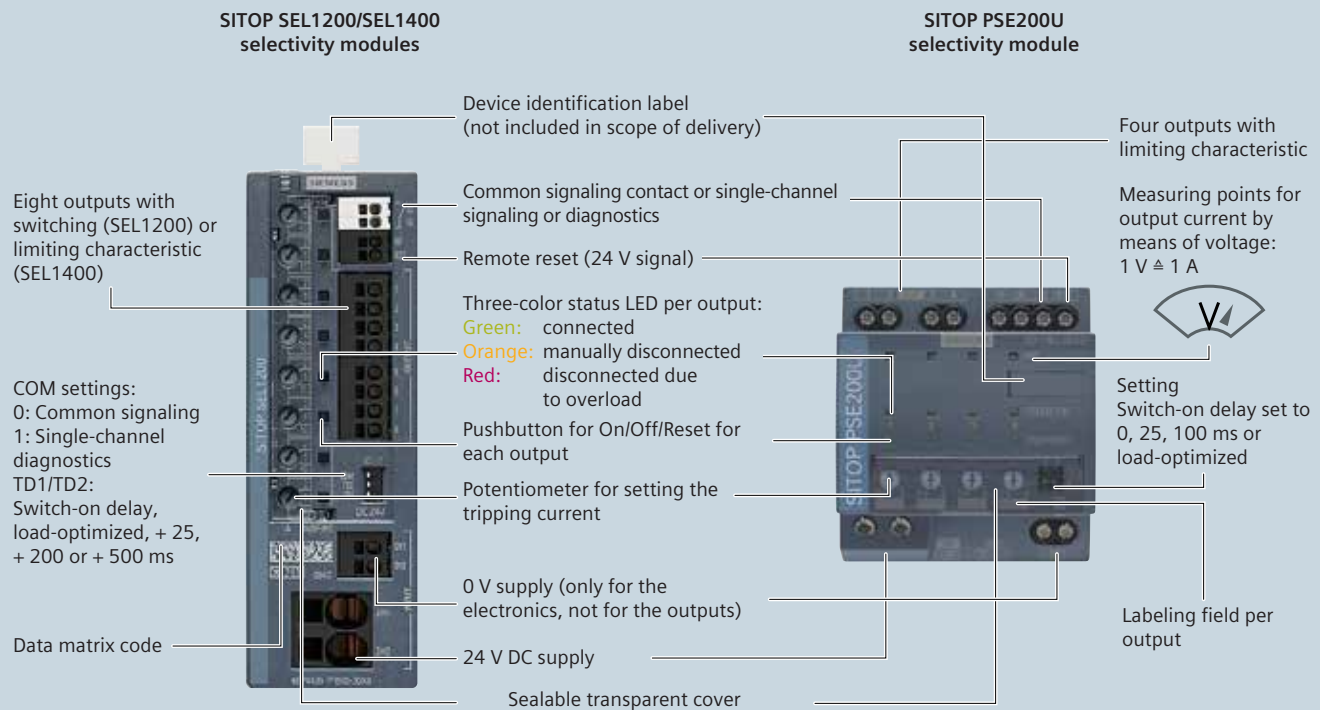 SITOP SEL1200/SEL1400
selectivity modules
SITOP PSE200U
selectivity module
Device identification label
(not included in scope of delivery)
Four outputs with
limiting characteristic
Eight outputs with
switching (SEL1200) or
limiting characteristic
(SEL1400)
Common signaling contact or single-channel
signaling or diagnostics
Measuring points for
output current by
means of voltage:
1 V ≙ 1 A
V
Remote reset (24 V signal)
Three-color status LED per output:
Green: connected
Orange: manually disconnected
Red: disconnected due
to overload
COM settings:
0: Common signaling
1: Single-channel
diagnostics
TD1/TD2:
Switch-on delay,
load-optimized, + 25,
+ 200 or + 500 ms
Setting
Switch-on delay set to
0, 25, 100 ms or
load-optimized
Pushbutton for On/Off/Reset for
each output
Potentiometer for setting the
tripping current
0 V supply (only for the
electronics, not for the outputs)
Labeling field per
output
Data matrix code
24 V DC supply
Sealable transparent cover
SIEMENS
SITOP SEL1200
SITOP PSE200U